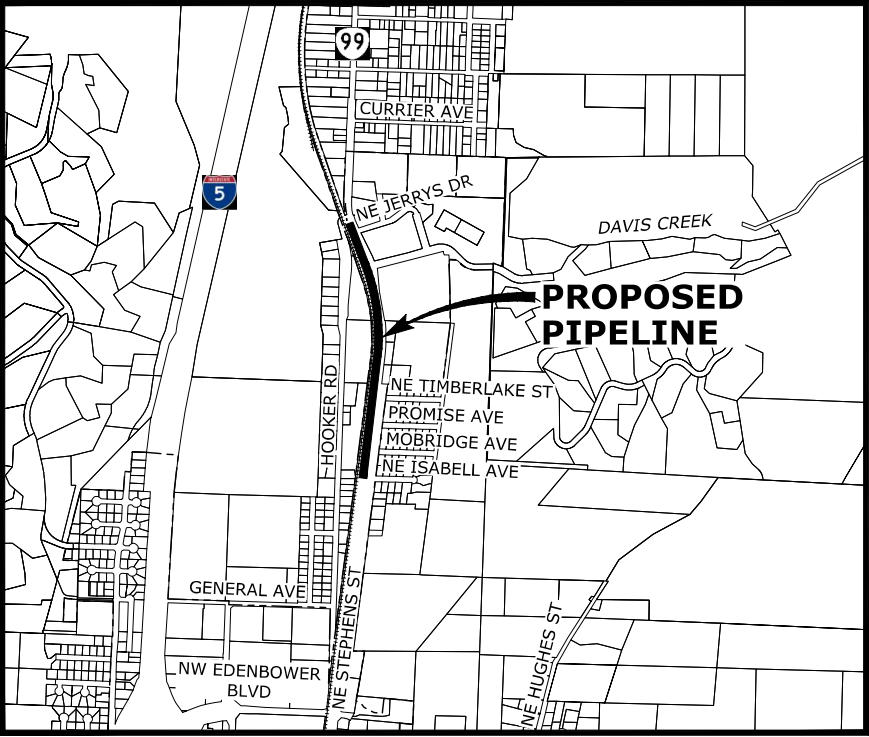 99
CURRIER AVE
INTERSTATE
5
NE JERRYS DR
DAVIS CREEK
PROPOSED
PIPELINE
HOOKER RD
NE TIMBERLAKE ST
PROMISE AVE
MOBRIDGE AVE
NE ISABELL AVE
GENERAL AVE
NE STEPHENS ST
NE HUGHES ST
NW EDENBOWER
BLVD